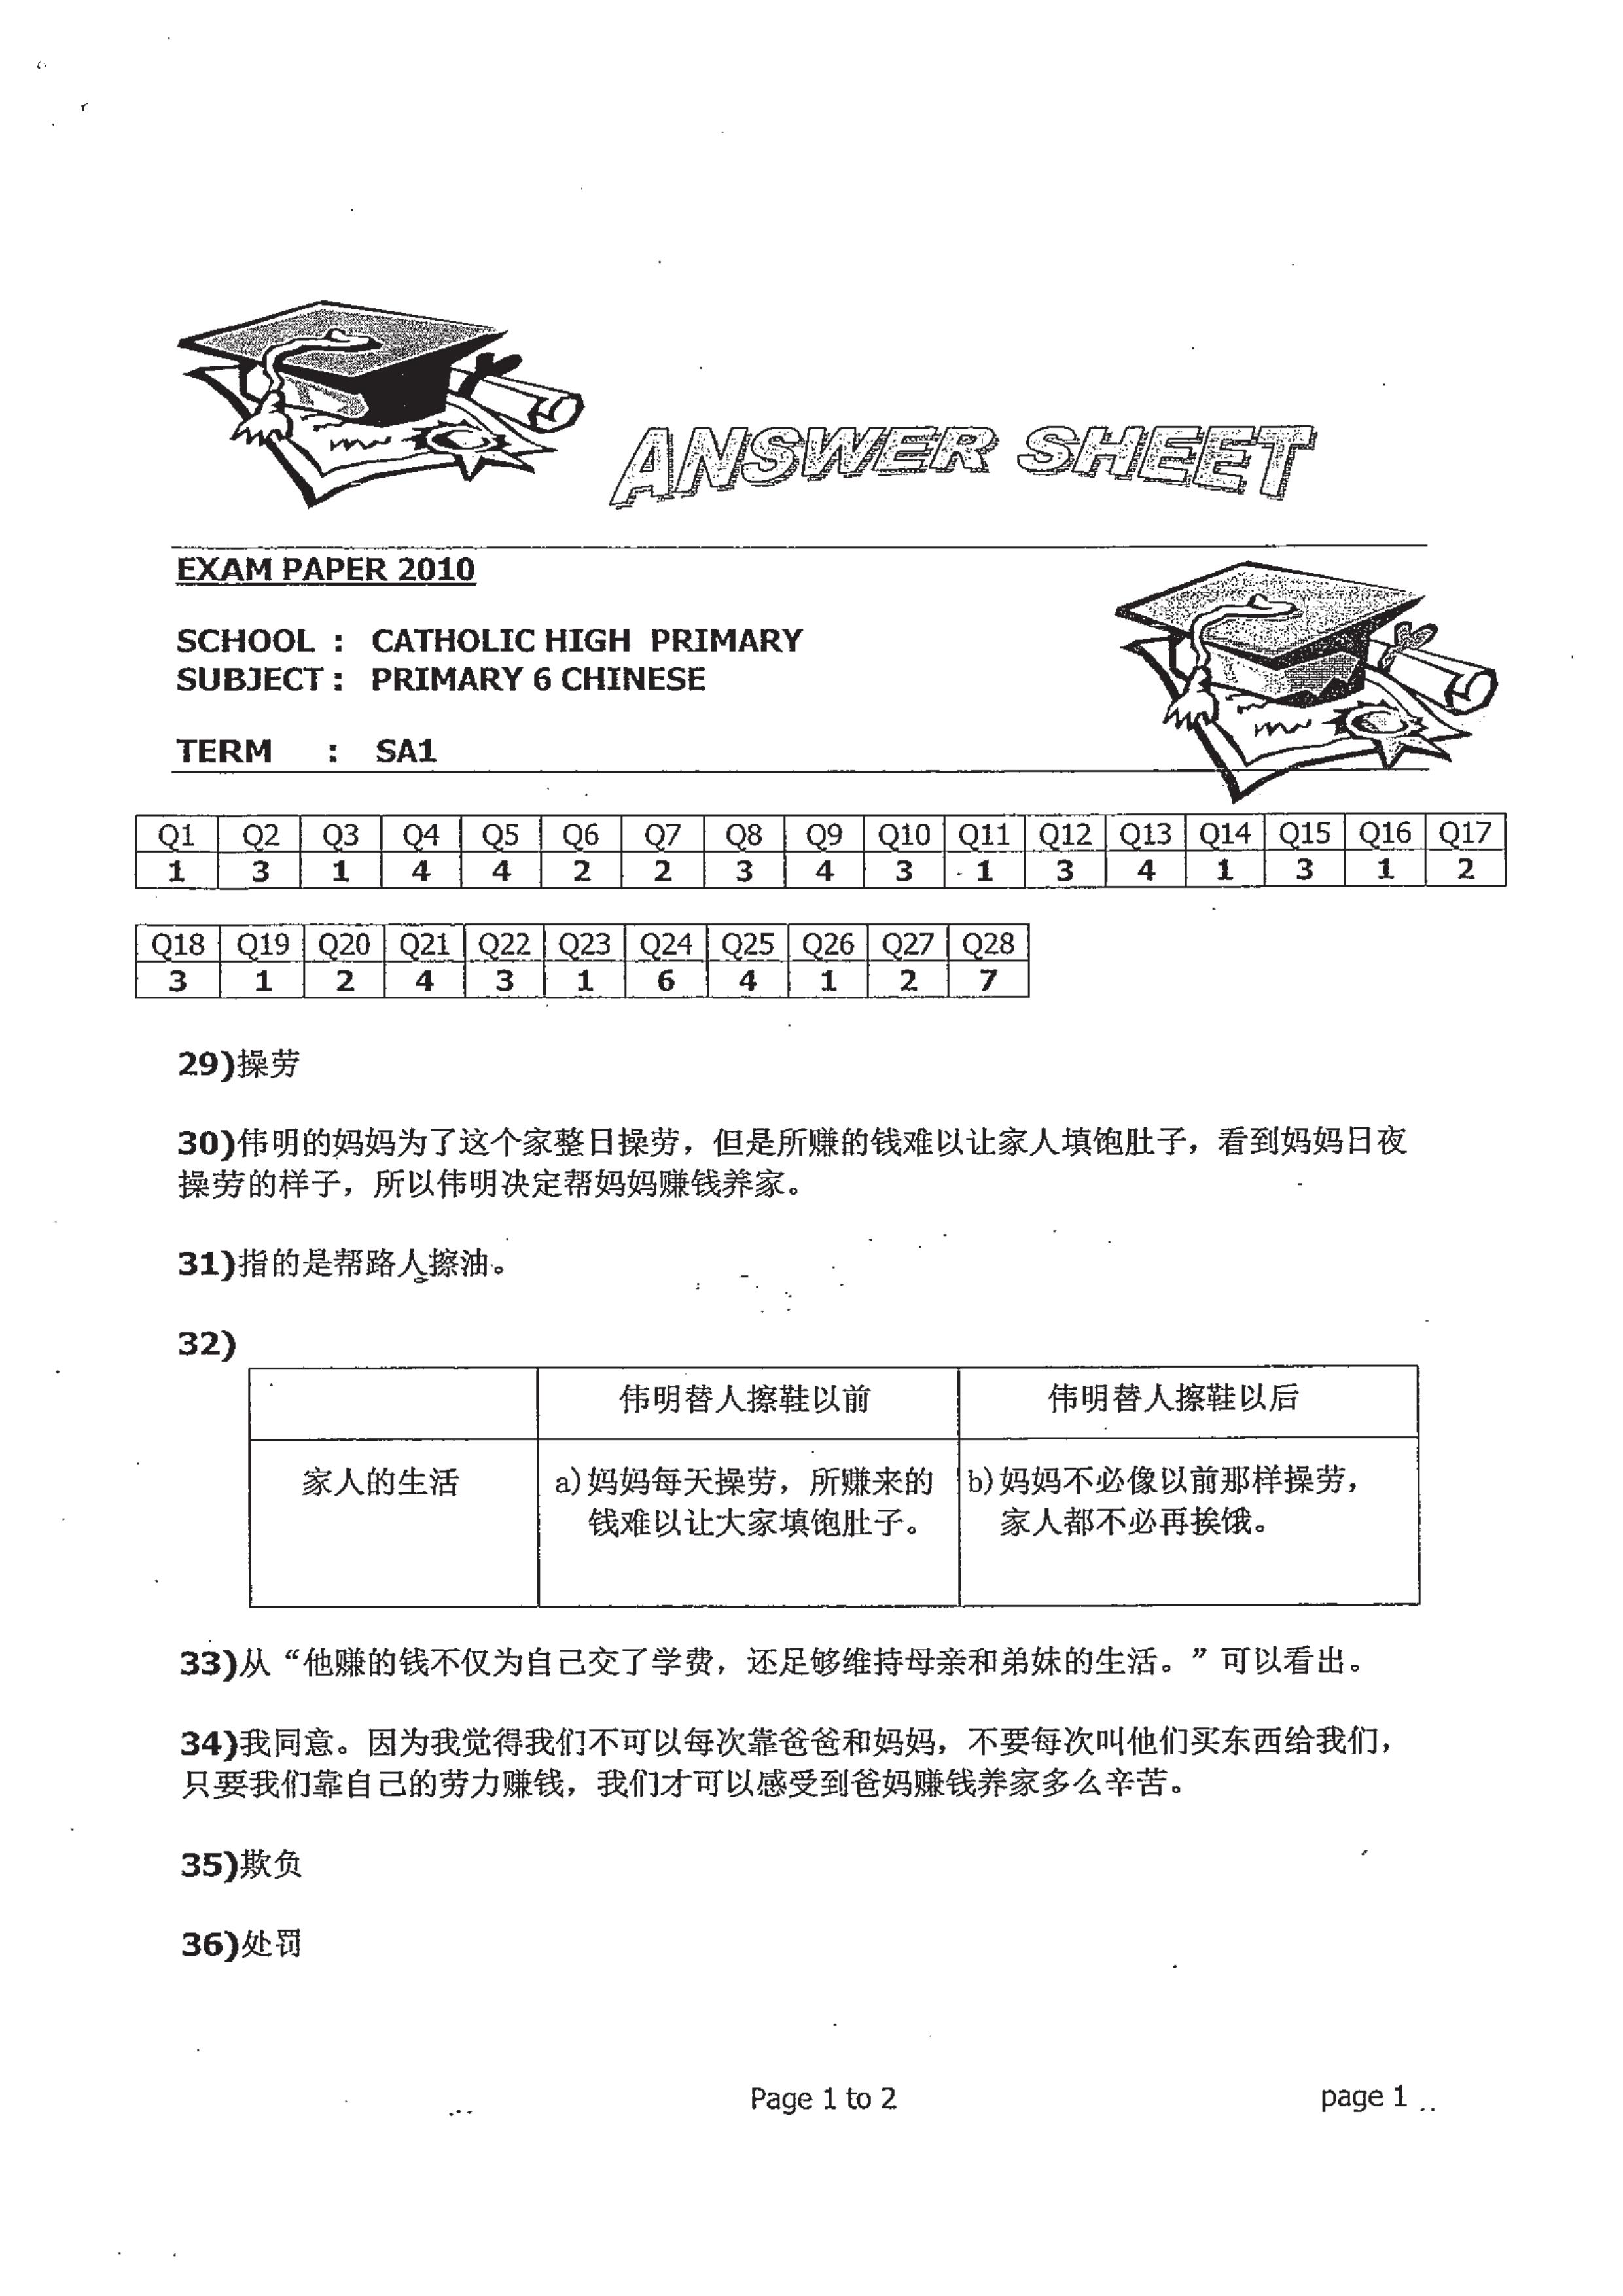 ANSWER SHEET
EXAM PAPER 2010
SCHOOL : CATHOLIC HIGH PRIMARY
SUBJECT : PRIMARY 6 CHINESE
TERM : SA1
Q1 Q2 Q3 Q4 Q5 Q6 Q7 Q8 Q9 Q10 Q11 Q12 Q13 Q14 Q15 Q16 Q17
1 3 1 4 4 2 2 3 4 3 1 3 4 1 3 1 2
Q18 Q19 Q20 Q21 Q22 Q23 Q24 Q25 Q26 Q27 Q28
3 1 2 4 3 1 6 4 1 2 7
29)操劳
30)伟明的妈妈为了这个家整日操劳，但是所赚的钱难以让家人填饱肚子，看到妈妈日夜
操劳的样子，所以伟明决定帮妈妈赚钱养家。
31)指的是帮路人擦油。
32)
伟明替人擦鞋以前 伟明替人擦鞋以后
家人的生活 a)妈妈每天操劳，所赚来的 b)妈妈不必像以前那样操劳，
钱难以让大家填饱肚子。 家人都不必再挨饿。
33)从“他赚的钱不仅为自己交了学费，还足够维持母亲和弟妹的生活。”可以看出。
34)我同意。因为我觉得我们不可以每次靠爸爸和妈妈，不要每次叫他们买东西给我们，
只要我们靠自己的劳力赚钱，我们才可以感受到爸妈赚钱养家多么辛苦。
35)欺负
36)处罚
Page 1 to 2 page 1